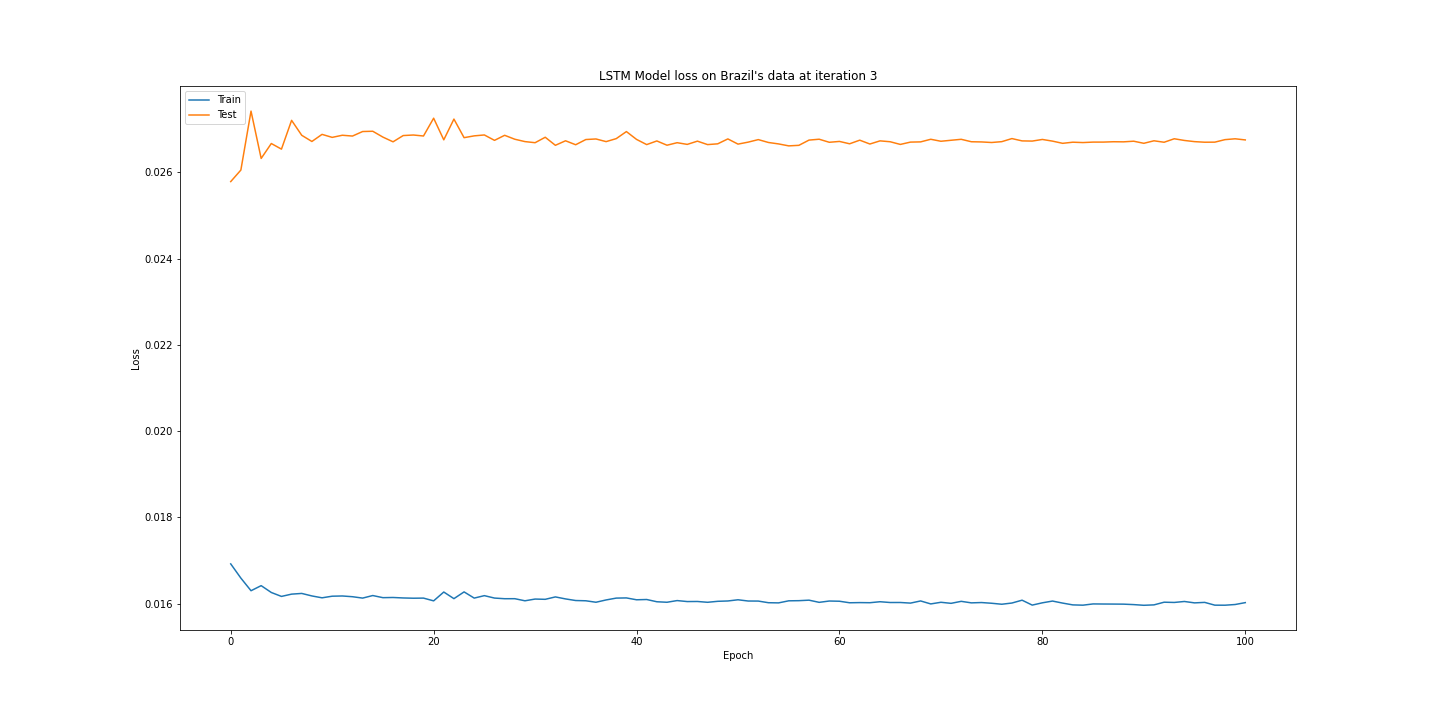 LSTM Model loss on Brazil's data at iteration 3
Train
Test
0.026
0.024
0.022
0.020
0.018
0.016
Loss
0 20 40 60 80 100
Epoch